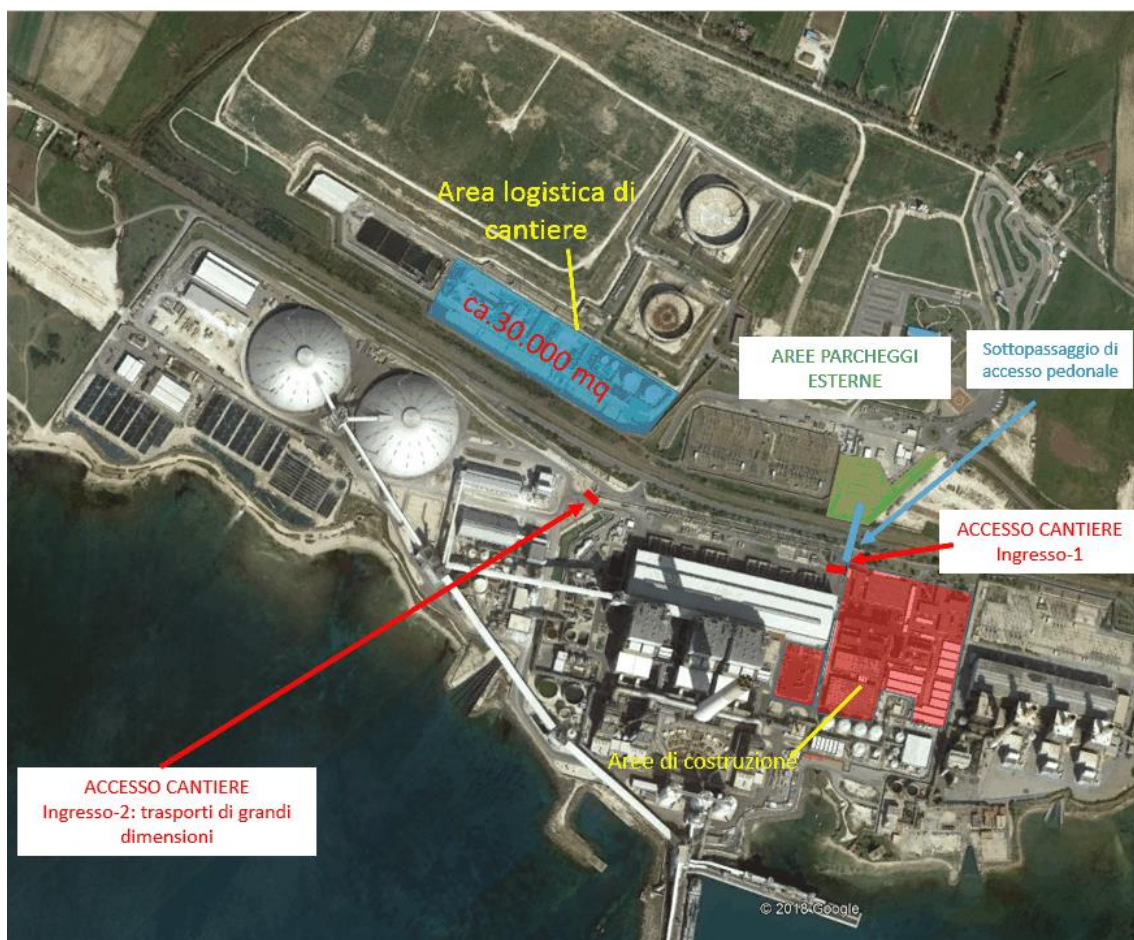 Area logistica di
cantiere
ca.30.000 mq
AREE PARCHEGGI
ESTERNE
Sottopassaggio di
accesso pedonale
ACCESSO CANTIERE
Ingresso-1
Aree di costruzione
ACCESSO CANTIERE
Ingresso-2: trasporti di grandi
dimensioni
© 2018 Google